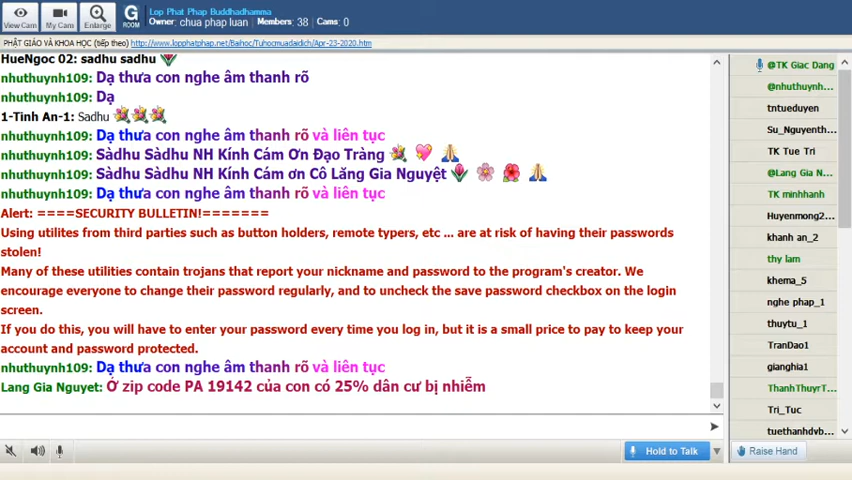 View Cam
My Cam
Enlarge
G
ROOM
Lop Phat Phap Buddhadhamma
Owner: chua phap luan Members: 38 Cams: 0
PHẬT GIÁO VÀ KHOA HỌC (tiếp theo) http://www.lopphatphap.net/Baihoc/Tuhocmuadaidich/Apr-23-2020.htm
HueNgoc 02: sadhu sadhu
nhuthuynh109: Dạ thưa con nghe âm thanh rõ
nhuthuynh109: Dạ
1-Tinh An-1: Sadhu
nhuthuynh109: Dạ thưa con nghe âm thanh rõ và liên tục
nhuthuynh109: Sàdhu Sàdhu NH Kính Cám Ơn Đạo Tràng
nhuthuynh109: Sàdhu Sàdhu NH Kính Cám ơn Cô Lăng Gia Nguyệt
nhuthuynh109: Dạ thưa con nghe âm thanh rõ và liên tục
Alert: ====SECURITY BULLETIN!=======
Using utilites from third parties such as button holders, remote typers, etc ... are at risk of having their passwords
stolen!
Many of these utilities contain trojans that report your nickname and password to the program's creator. We
encourage everyone to change their password regularly, and to uncheck the save password checkbox on the login
screen.
If you do this, you will have to enter your password every time you log in, but it is a small price to pay to keep your
account and password protected.
nhuthuynh109: Dạ thưa con nghe âm thanh rõ và liên tục
Lang Gia Nguyet: Ở zip code PA 19142 của con có 25% dân cư bị nhiễm
@TK Giac Dang
@nhuthuynh...
tntueduyen
Su_Nguyenth...
TK Tue Tri
@Lang Gia N...
TK minhhanh
Huyenmong2...
khanh an_2
thy lam
khema_5
nghe phap_1
thuytu_1
TranDao1
gianghia1
ThanhThuyrT...
Tri_Tuc
tuethanhdvb...
Hold to Talk
Raise Hand